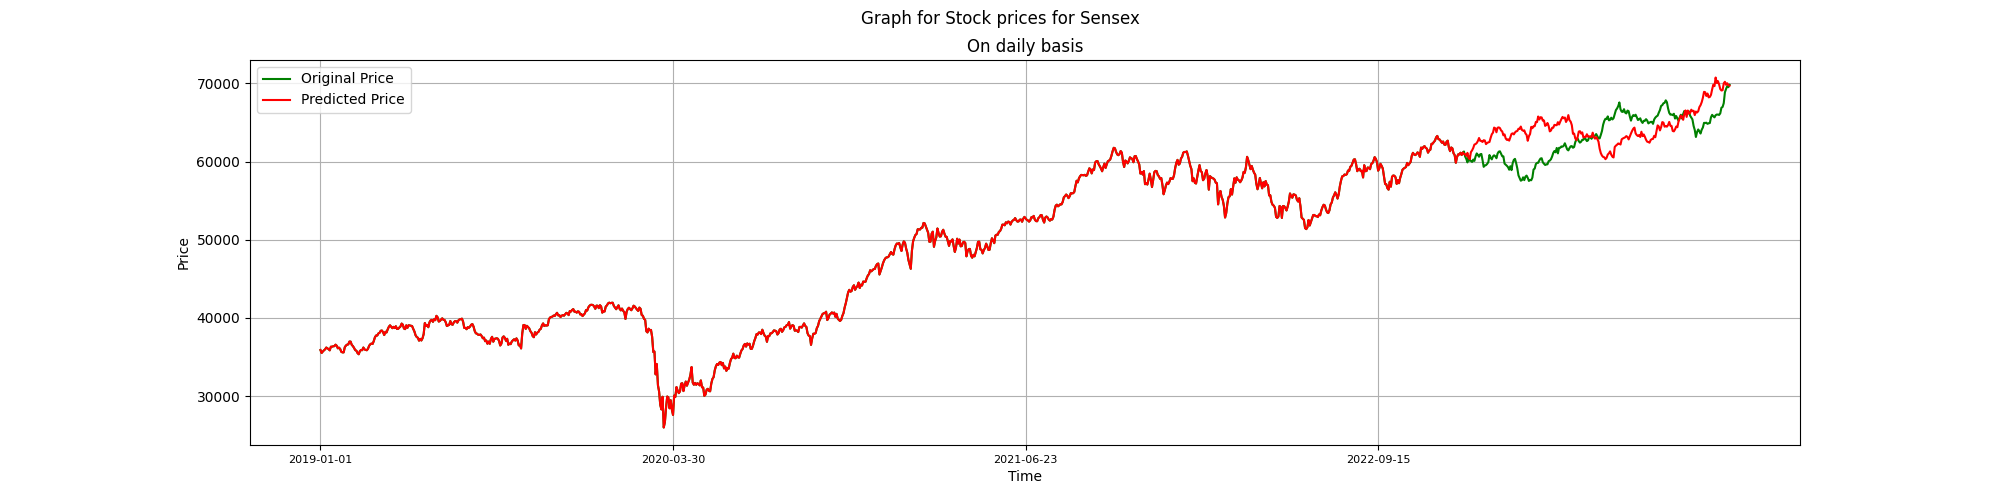 Graph for Stock prices for Sensex
On daily basis
Original Price
Predicted Price
70000
60000
50000
40000
30000
Price
2019-01-01
2020-03-30
2021-06-23
2022-09-15
Time